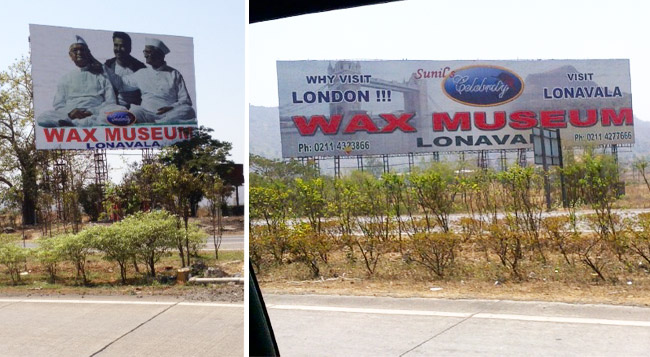 Celebrity
WAX MUSEUM
LONAVALA
WHY VISIT
LONDON !!!
Sunil's
Celebrity
VISIT
LONAVALA
WAX MUSEUM
LONAVALA
Ph: 0211 4323866
Ph: 0211 4277666